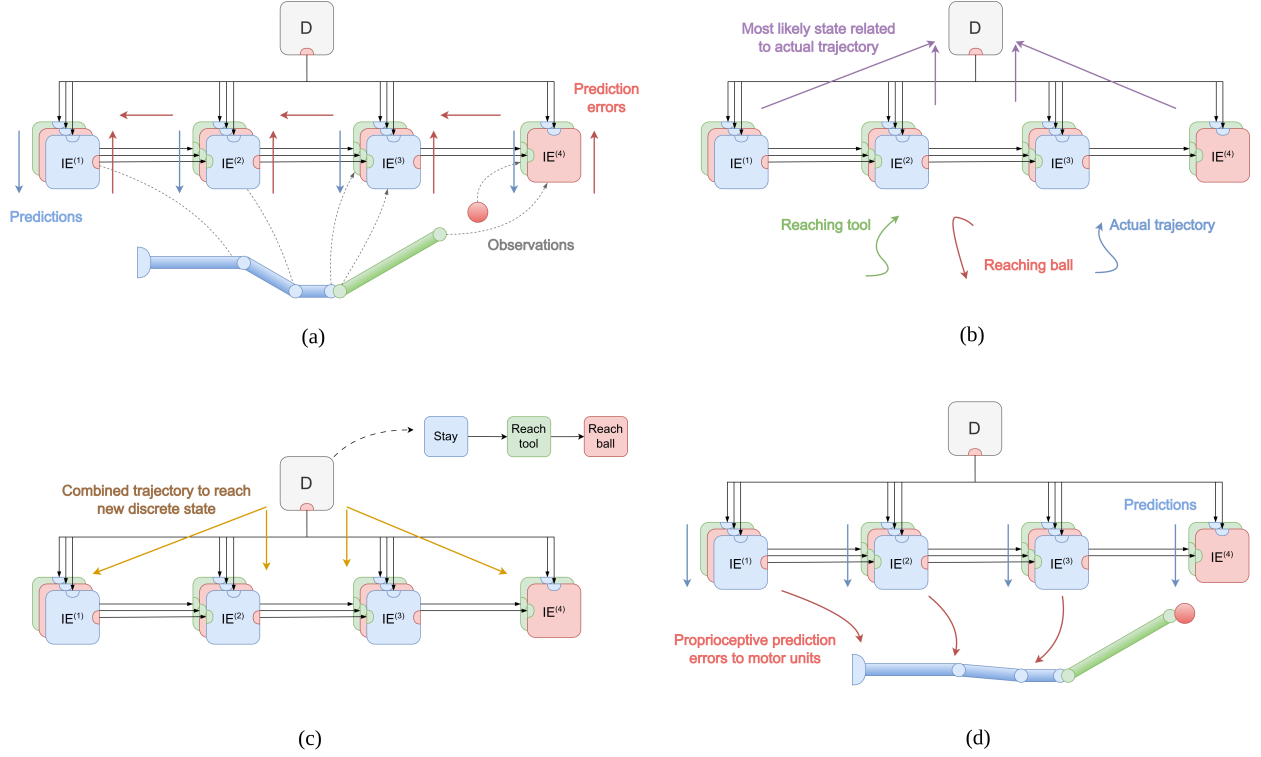 D
Prediction
errors
IE(1)
IE(2)
IE(3)
IE(4)
Predictions
Observations
(a)
Most likely state related
to actual trajectory
D
IE(1)
IE(2)
IE(3)
IE(4)
Reaching tool
Reaching ball
Actual trajectory
(b)
Stay
Reach
tool
Reach
ball
D
Combined trajectory to reach
new discrete state
IE(1)
IE(2)
IE(3)
IE(4)
(c)
D
Predictions
IE(1)
IE(2)
IE(3)
IE(4)
Proprioceptive prediction
errors to motor units
(d)